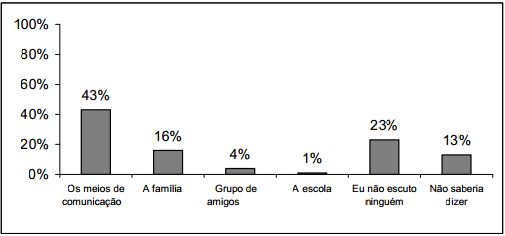 100%
80%
60%
40%
20%
0%
43%
16%
4%
1%
23%
13%
Os meios de comunicação
A família
Grupo de amigos
A escola
Eu não escuto ninguém
Não saberia dizer